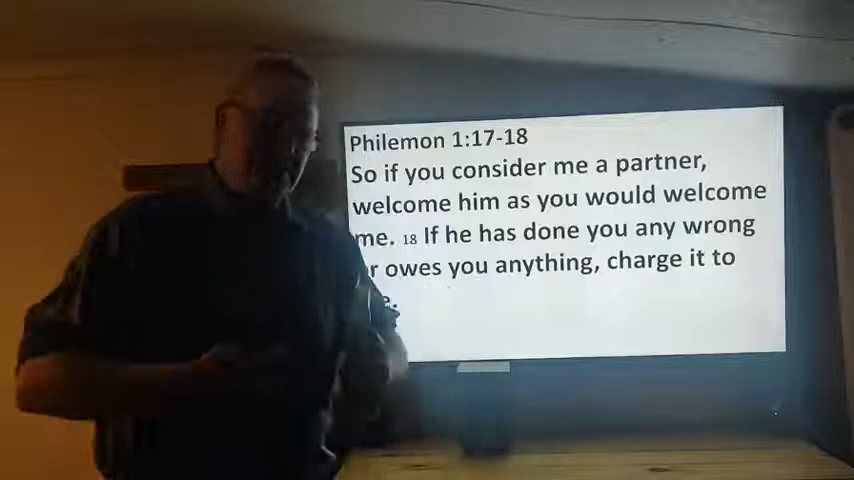 Philemon 1:17-18
So if you consider me a partner,
welcome him as you would welcome
me. 18 If he has done you any wrong
r owes you anything, charge it to
e.